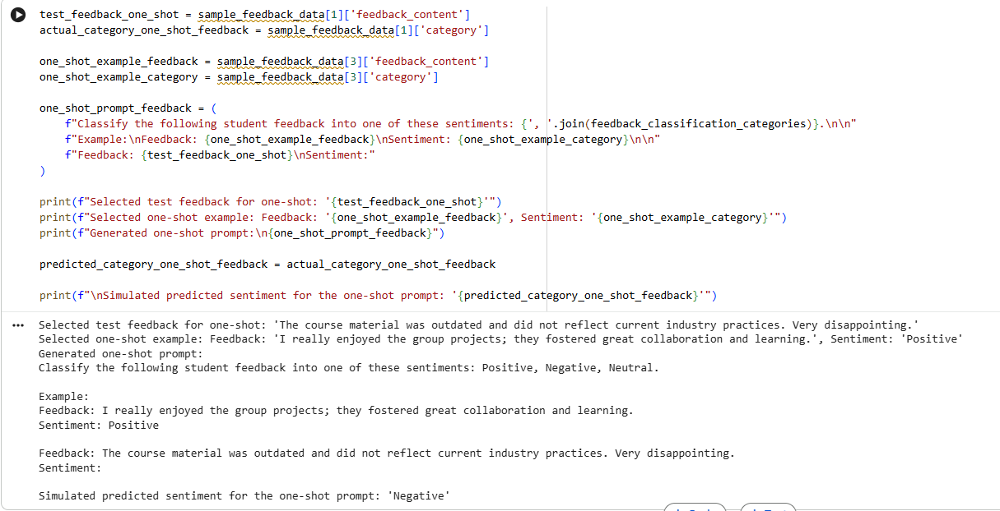 test_feedback_one_shot = sample_feedback_data[1]['feedback_content']
actual_category_one_shot_feedback = sample_feedback_data[1]['category']
one_shot_example_feedback = sample_feedback_data[3]['feedback_content']
one_shot_example_category = sample_feedback_data[3]['category']
one_shot_prompt_feedback = (
    f"Classify the following student feedback into one of these sentiments: {', '.join(feedback_classification_categories)}.\n\n"
    f"Example:\nFeedback: {one_shot_example_feedback}\nSentiment: {one_shot_example_category}\n\n"
    f"Feedback: {test_feedback_one_shot}\nSentiment:"
)
print(f"Selected test feedback for one-shot: '{test_feedback_one_shot}'")
print(f"Selected one-shot example: Feedback: '{one_shot_example_feedback}', Sentiment: '{one_shot_example_category}'")
print(f"Generated one-shot prompt:\n{one_shot_prompt_feedback}")
predicted_category_one_shot_feedback = actual_category_one_shot_feedback
print(f"\nSimulated predicted sentiment for the one-shot prompt: '{predicted_category_one_shot_feedback}'")
Selected test feedback for one-shot: 'The course material was outdated and did not reflect current industry practices. Very disappointing.'
Selected one-shot example: Feedback: 'I really enjoyed the group projects; they fostered great collaboration and learning.', Sentiment: 'Positive'
Generated one-shot prompt:
Classify the following student feedback into one of these sentiments: Positive, Negative, Neutral.
Example:
Feedback: I really enjoyed the group projects; they fostered great collaboration and learning.
Sentiment: Positive
Feedback: The course material was outdated and did not reflect current industry practices. Very disappointing.
Sentiment:
Simulated predicted sentiment for the one-shot prompt: 'Negative'